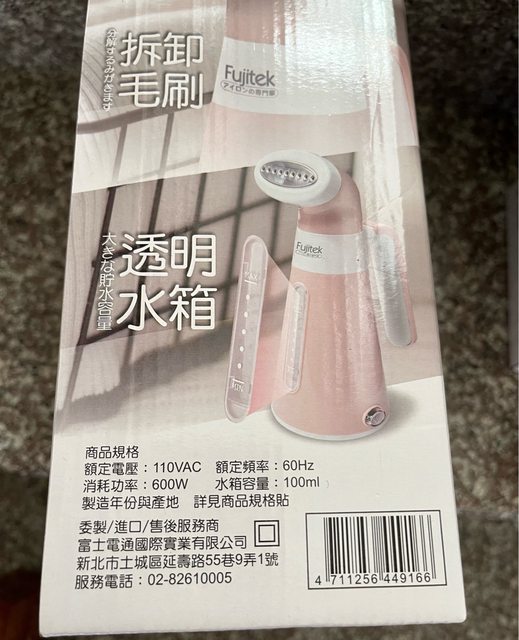 拆卸
毛刷
分解するみがきます
Fujitek
アイロンの専門家
透明
水箱
大きな貯水容量
Fujitek
MAX
MIN
商品規格
額定電壓：110VAC 額定頻率：60Hz
消耗功率：600W 水箱容量：100ml
製造年份與產地 詳見商品規格貼
委製/進口/售後服務商
富士電通國際實業有限公司
新北市土城區延壽路55巷9弄1號
服務電話：02-82610005
4 711256 449166